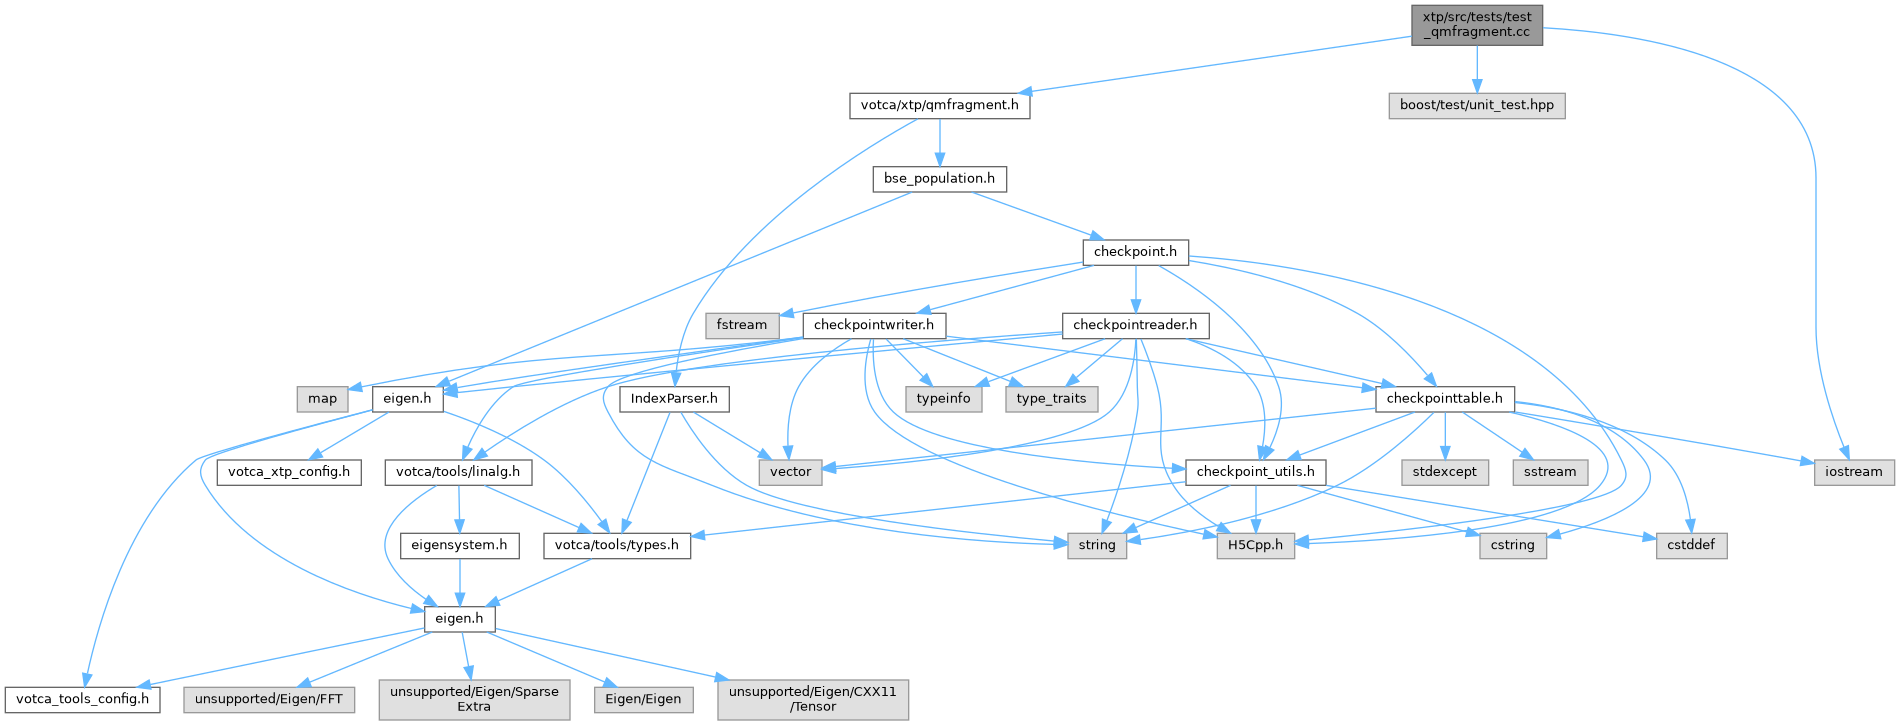 xtp/src/tests/test
_qmfragment.cc
votca/xtp/qmfragment.h
boost/test/unit_test.hpp
bse_population.h
checkpoint.h
fstream
checkpointwriter.h
checkpointreader.h
map
eigen.h
IndexParser.h
typeinfo
type_traits
checkpointtable.h
votca_xtp_config.h
votca/tools/linalg.h
vector
checkpoint_utils.h
stdexcept
sstream
iostream
eigensystem.h
votca/tools/types.h
string
H5Cpp.h
cstring
cstddef
eigen.h
votca_tools_config.h
unsupported/Eigen/FFT
unsupported/Eigen/Sparse
Extra
Eigen/Eigen
unsupported/Eigen/CXX11
/Tensor